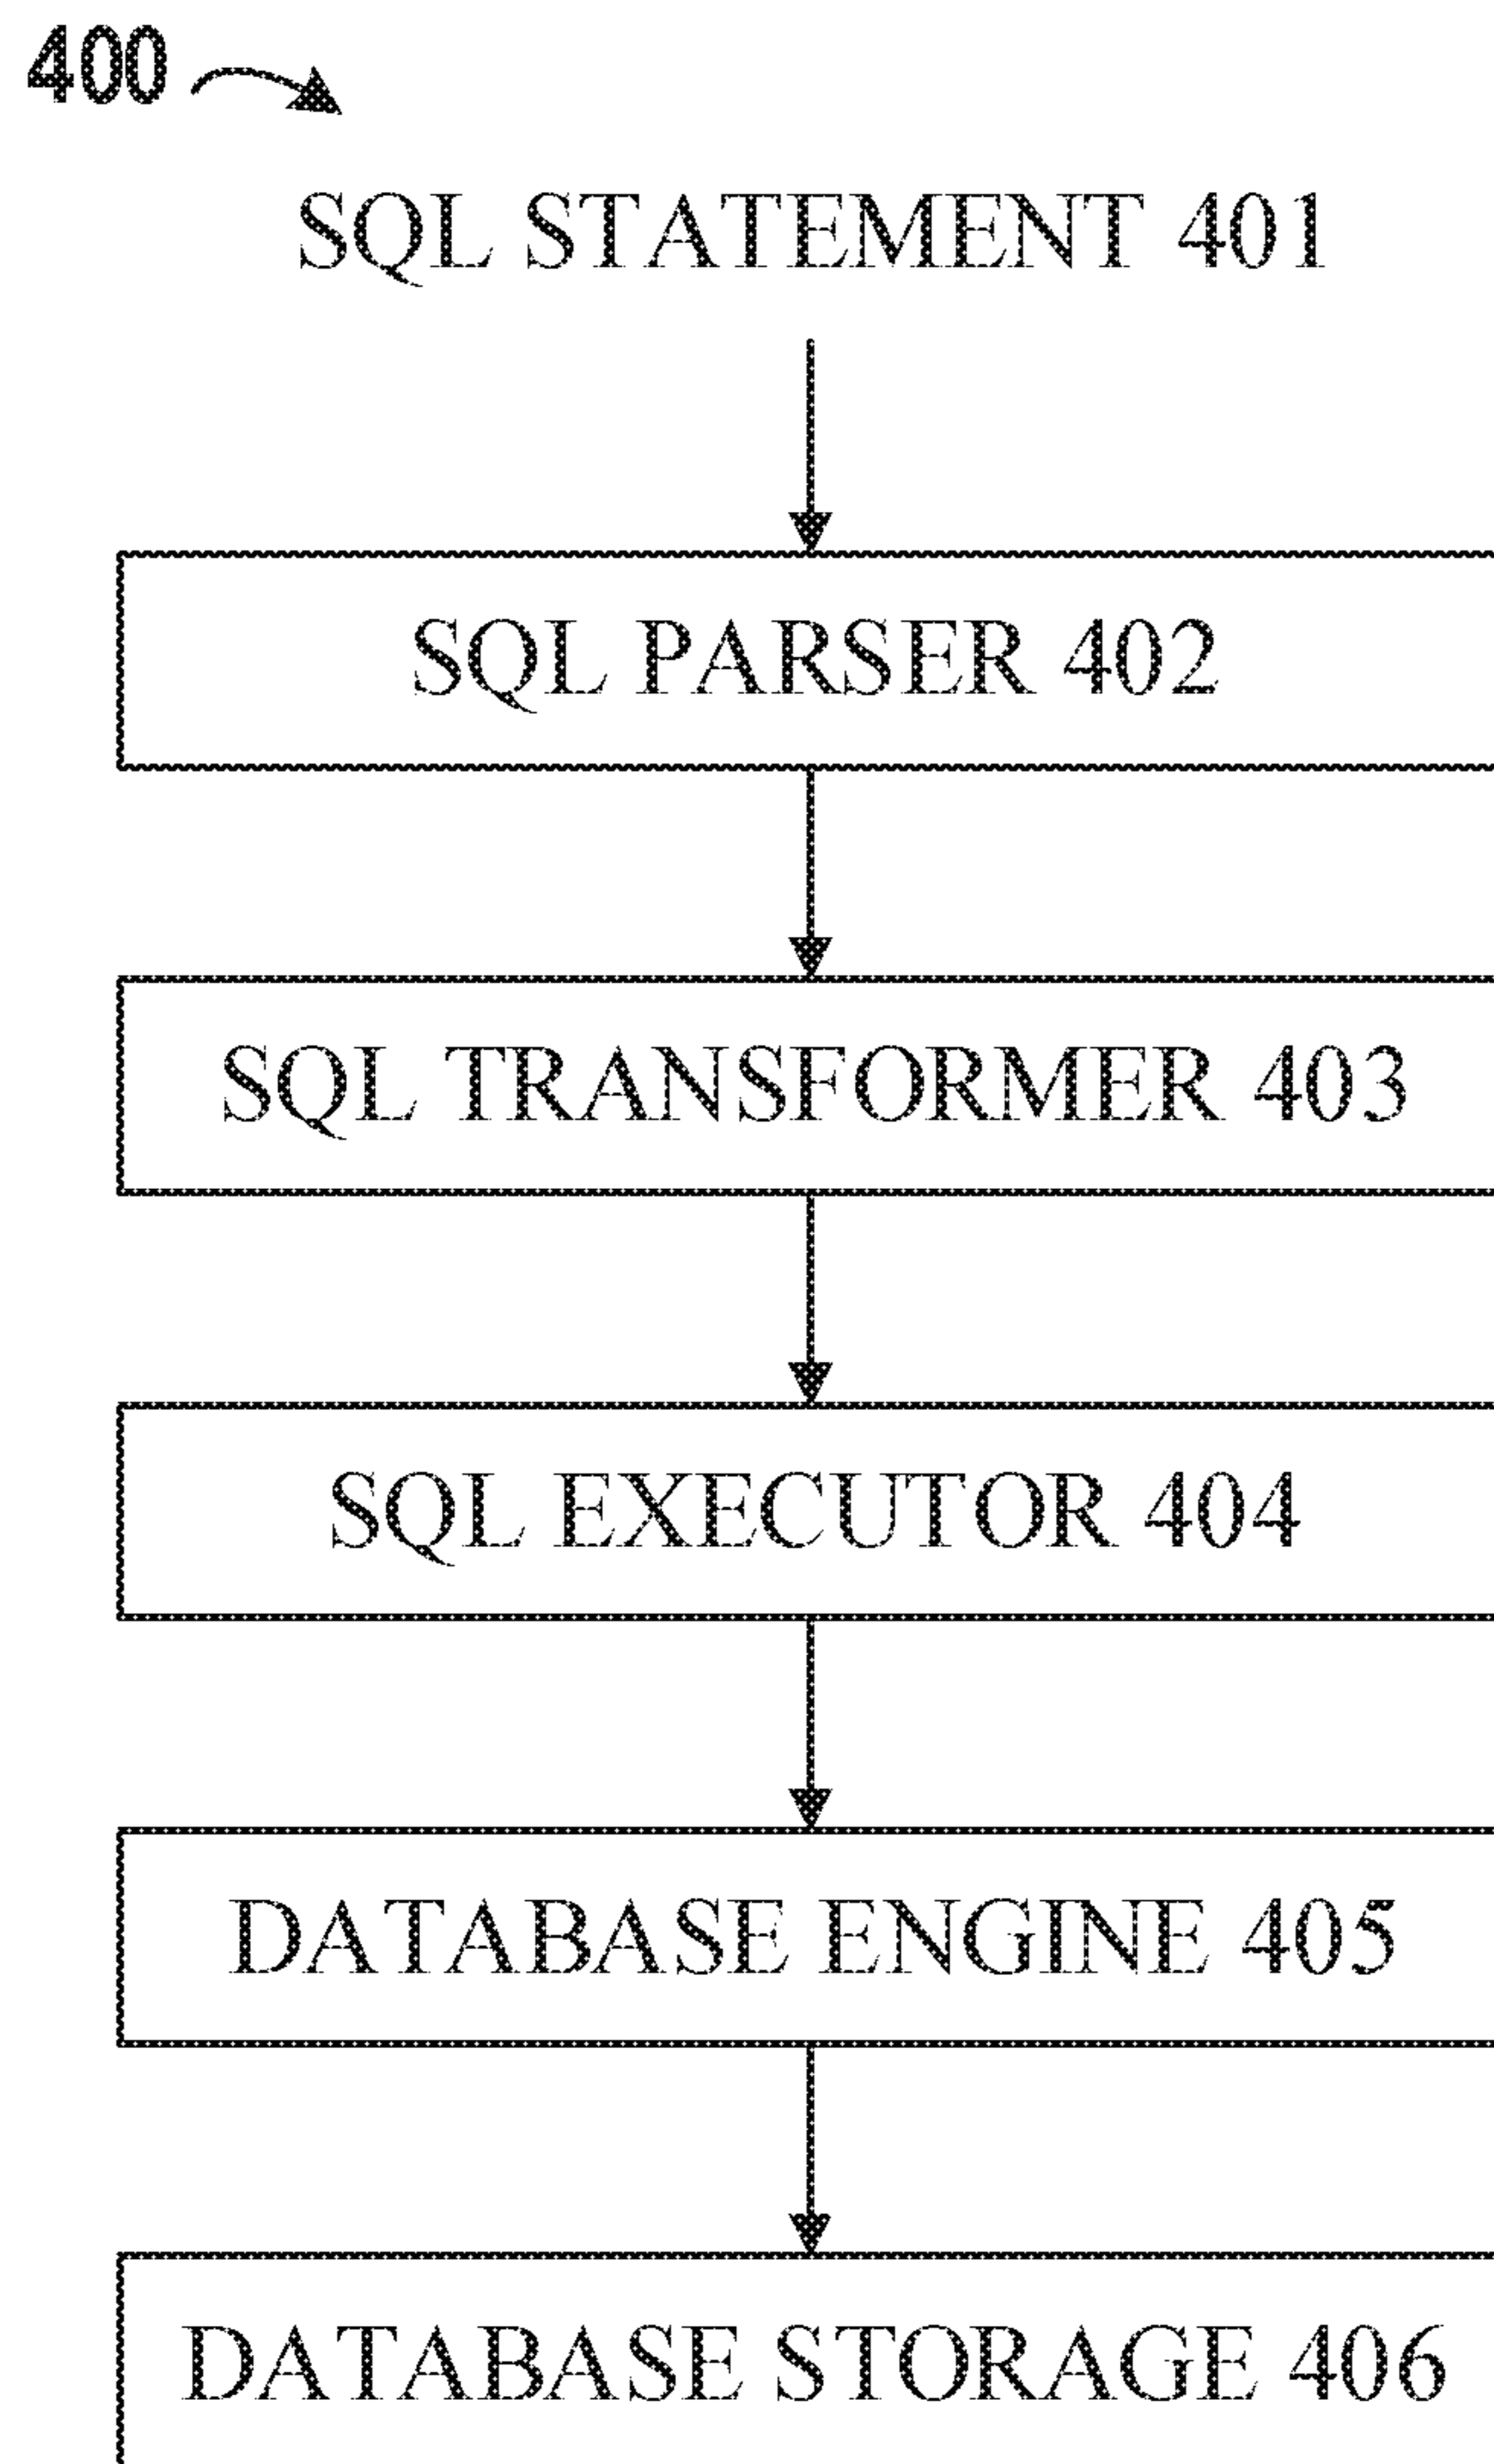 400
SQL STATEMENT 401
SQL PARSER 402
SQL TRANSFORMER 403
SQL EXECUTOR 404
DATABASE ENGINE 405
DATABASE STORAGE 406